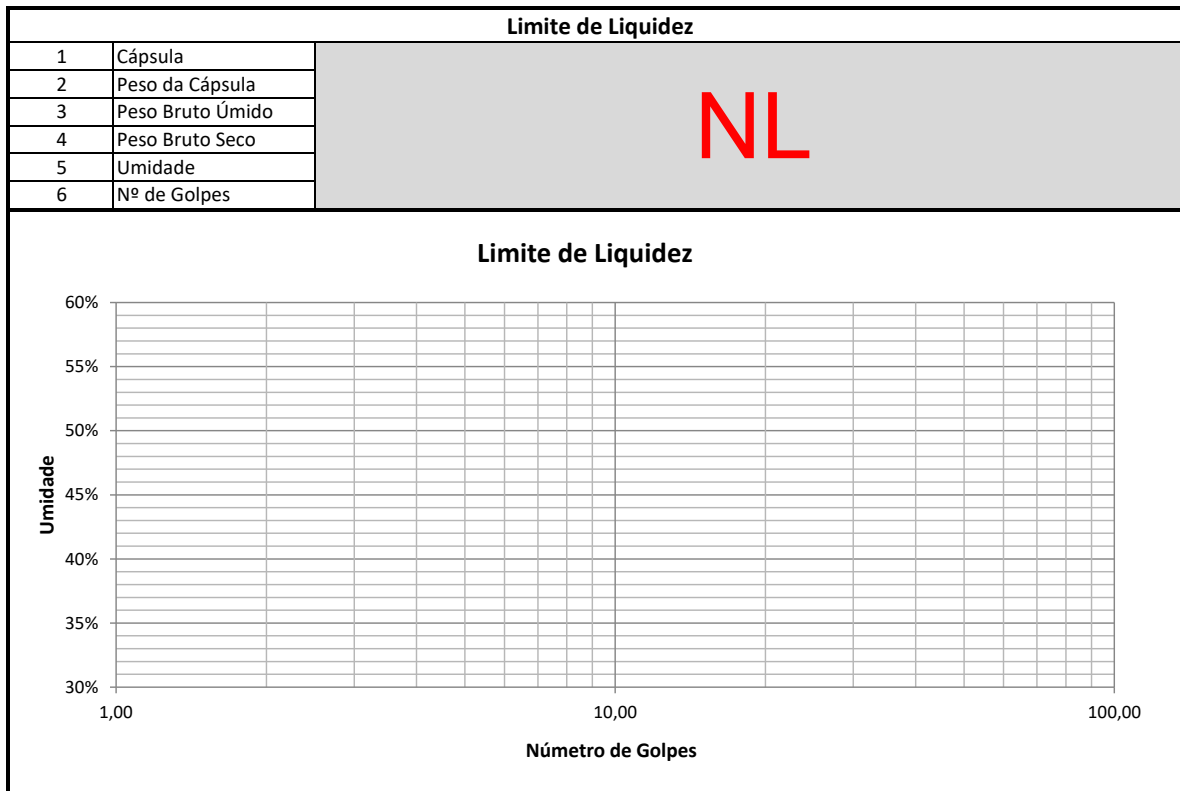 Limite de Liquidez
1 Cápsula
2 Peso da Cápsula
3 Peso Bruto Úmido
4 Peso Bruto Seco
5 Umidade
6 Nº de Golpes
NL
Limite de Liquidez
60%
55%
50%
45%
40%
35%
30%
Umidade
1,00 10,00 100,00
Númetro de Golpes